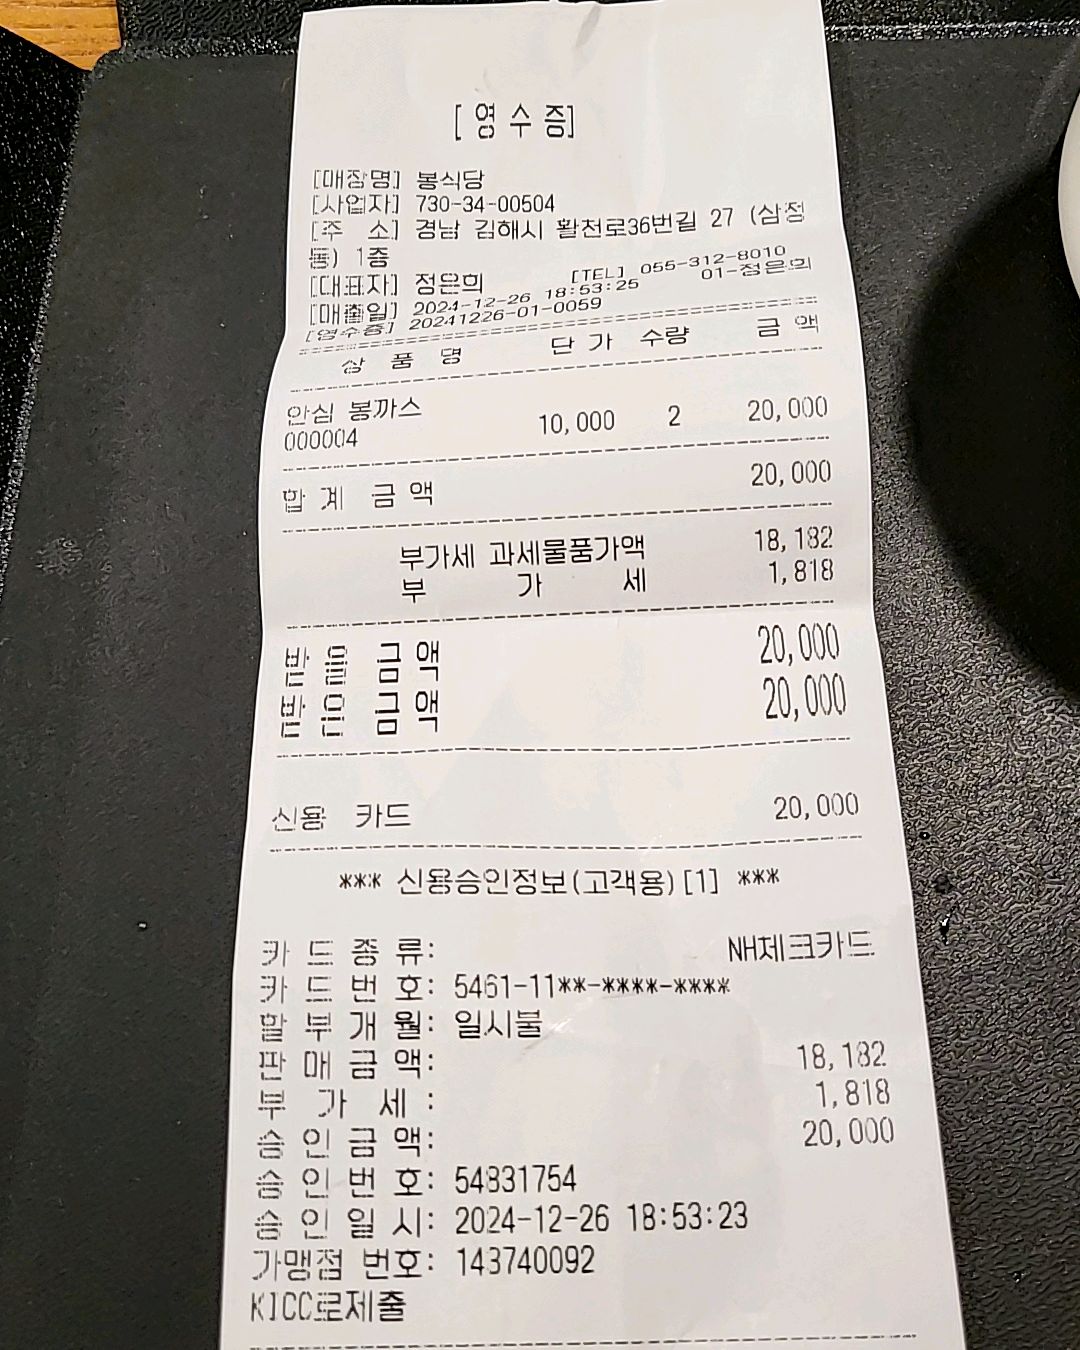 [ 영 수 증]
[매장명] 봉식당
[사업자] 730-34-00504
[주 소] 경남 김해시 활천로36번길 27 (삼정
동) 1층
[대표자] 정은희 [TEL] 055-312-8010
[매출일] 2024-12-26 18:53:25 01-정은희
[영수증] 20241226-01-0059
상 품 명 단 가 수량 금 액
안심 봉까스
000004 10,000 2 20,000
합 계 금 액 20,000
부가세 과세물품가액 18,182
부 가 세 1,818
받 을 금 액 20,000
받 은 금 액 20,000
신용 카드 20,000
*** 신용승인정보(고객용)[1] ***
카 드 종 류: NH체크카드
카 드 번 호: 5461-11**-****-****
할 부 개 월: 일시불
판 매 금 액: 18,182
부 가 세 : 1,818
승 인 금 액: 20,000
승 인 번 호: 54831754
승 인 일 시: 2024-12-26 18:53:23
가맹점 번호: 143740092
KICC로제출